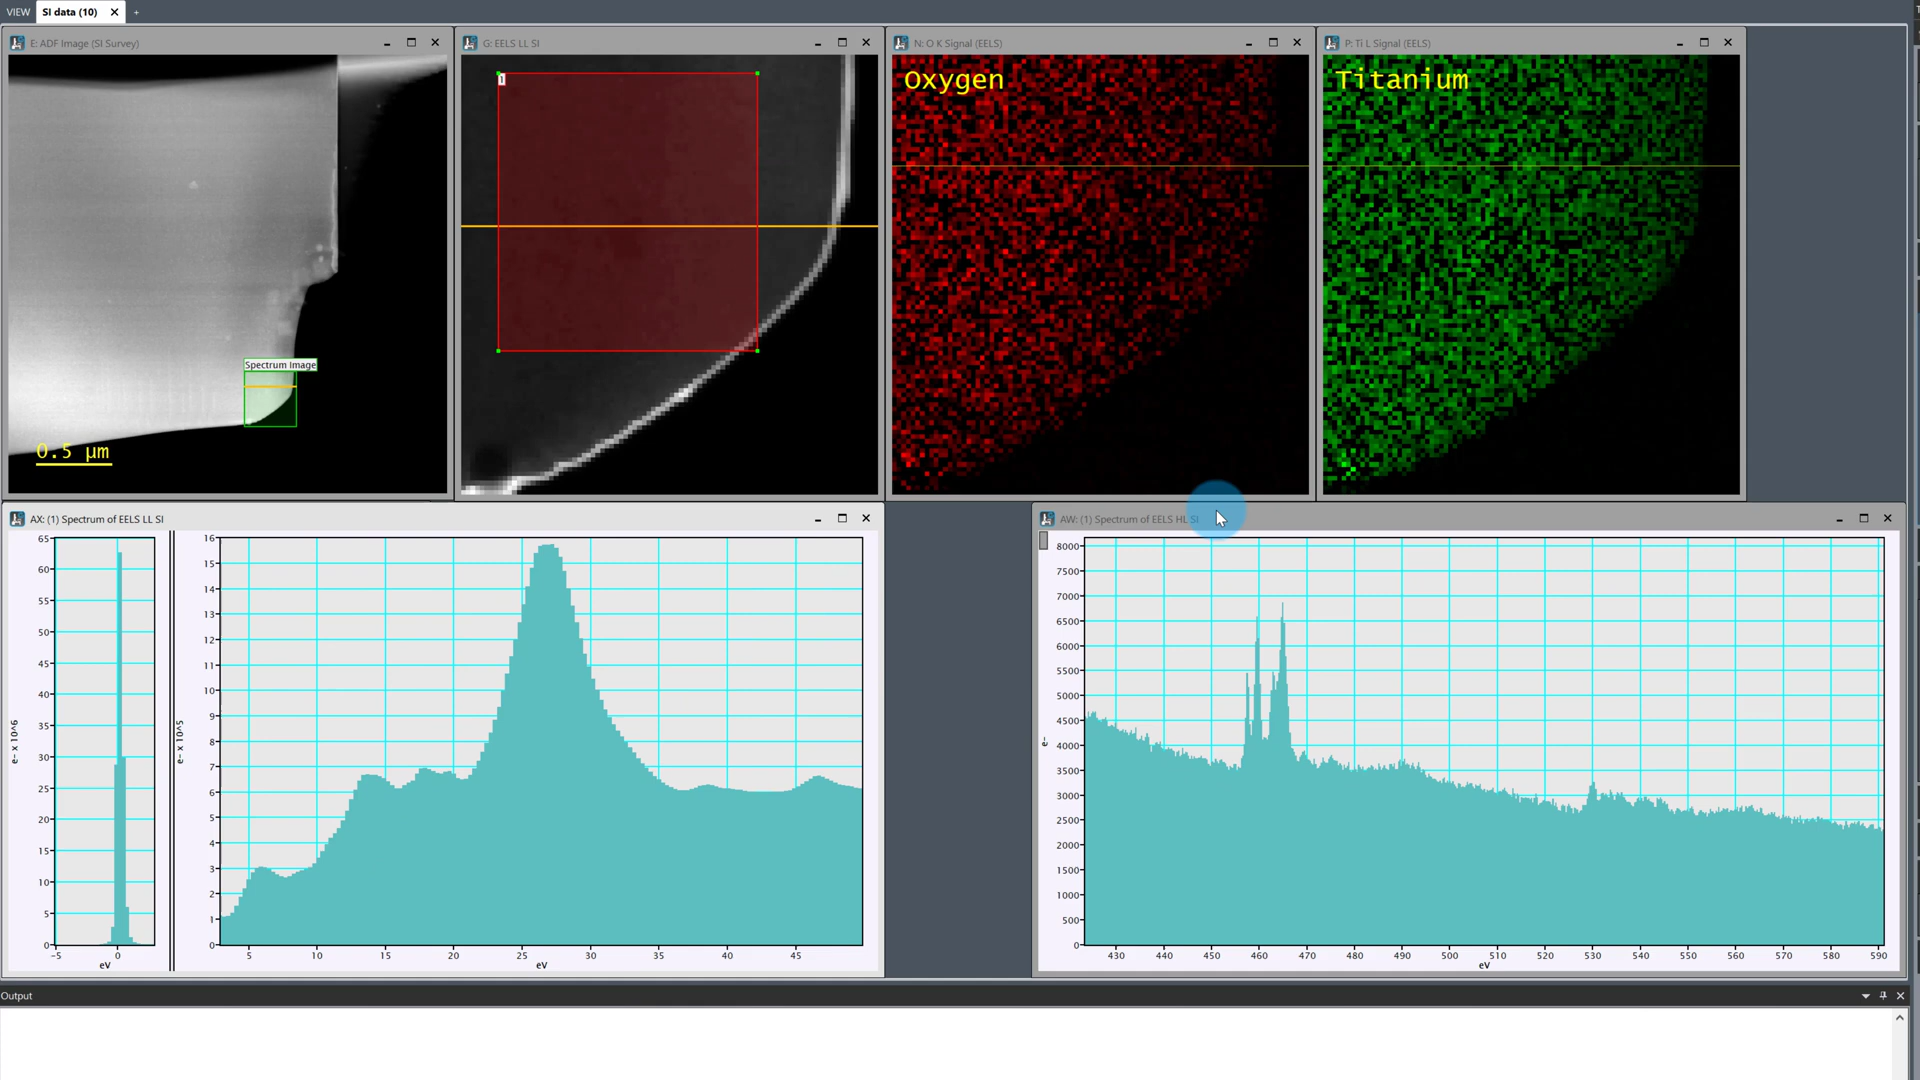 VIEW SI data (10)
E: ADF Image (SI Survey)
G: EELS LL SI
N: O K Signal (EELS)
P: Ti L Signal (EELS)
Spectrum Image
0.5 µm
1
Oxygen
Titanium
AX: (1) Spectrum of EELS LL SI
65
60
55
50
45
40
35
30
25
20
15
10
5
0
e- x 10^6
-5 0
eV
16
15
14
13
12
11
10
9
8
7
6
5
4
3
2
1
0
e- x 10^5
5 10 15 20 25 30 35 40 45
eV
AW: (1) Spectrum of EELS HL SI
8000
7500
7000
6500
6000
5500
5000
4500
4000
3500
3000
2500
2000
1500
1000
500
0
e-
430 440 450 460 470 480 490 500 510 520 530 540 550 560 570 580 590
eV
Output